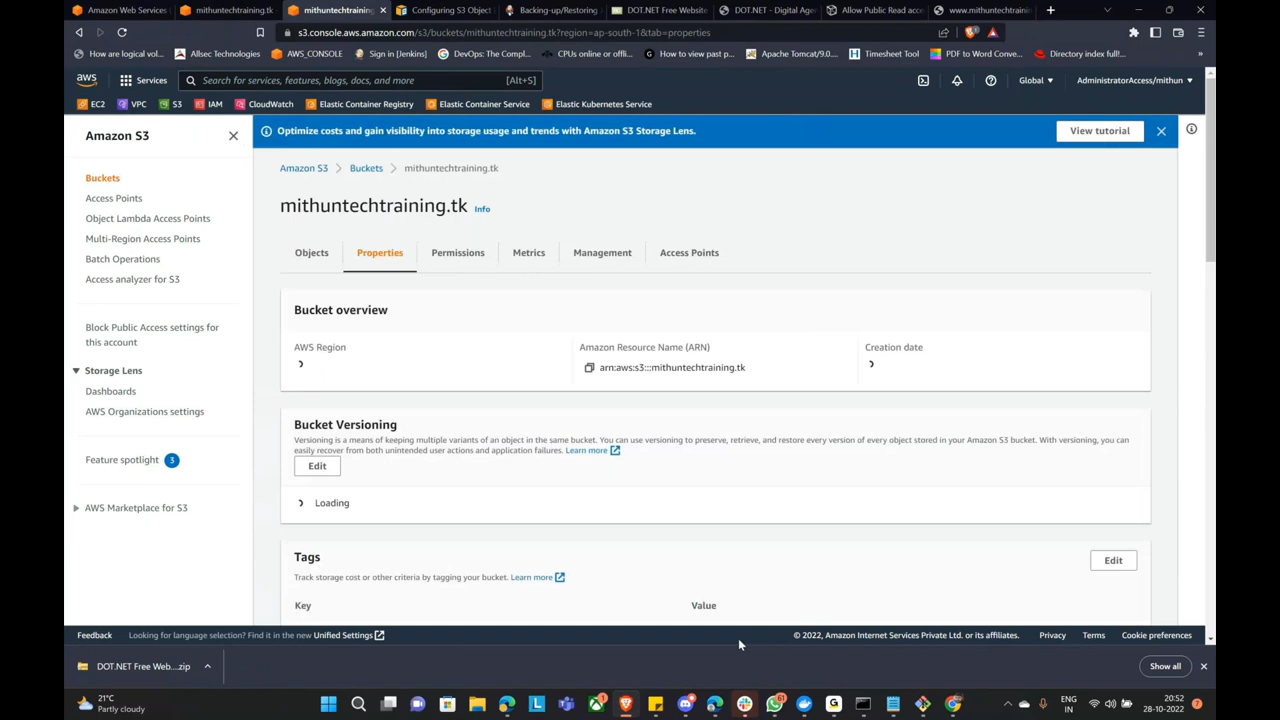 Amazon Web Services
mithuntechtraining.tk
mithuntechtraining
Configuring S3 Object
Backing-up/Restoring
DOT.NET Free Website
DOT.NET - Digital Agen
Allow Public Read acce
www.mithuntechtrainin
s3.console.aws.amazon.com/s3/buckets/mithuntechtraining.tk?region=ap-south-1&tab=properties
How are logical vol...
Allsec Technologies
AWS_CONSOLE
Sign in [Jenkins]
DevOps: The Compl...
CPUs online or offlin...
How to view past p...
Apache Tomcat/9.0...
Timesheet Tool
PDF to Word Conve...
Directory index full!...
aws
Services
Search for services, features, blogs, docs, and more
[Alt+S]
Global
AdministratorAccess/mithun
EC2
VPC
S3
IAM
CloudWatch
Elastic Container Registry
Elastic Container Service
Elastic Kubernetes Service
Amazon S3
Optimize costs and gain visibility into storage usage and trends with Amazon S3 Storage Lens.
View tutorial
Buckets
Access Points
Object Lambda Access Points
Multi-Region Access Points
Batch Operations
Access analyzer for S3
Block Public Access settings for
this account
Storage Lens
Dashboards
AWS Organizations settings
Feature spotlight 3
AWS Marketplace for S3
Amazon S3 > Buckets > mithuntechtraining.tk
mithuntechtraining.tk Info
Objects
Properties
Permissions
Metrics
Management
Access Points
Bucket overview
AWS Region
Amazon Resource Name (ARN)
arn:aws:s3:::mithuntechtraining.tk
Creation date
Bucket Versioning
Versioning is a means of keeping multiple variants of an object in the same bucket. You can use versioning to preserve, retrieve, and restore every version of every object stored in your Amazon S3 bucket. With versioning, you can
easily recover from both unintended user actions and application failures. Learn more
Edit
Loading
Tags
Edit
Track storage cost or other criteria by tagging your bucket. Learn more
Key
Value
Feedback
Looking for language selection? Find it in the new Unified Settings
© 2022, Amazon Internet Services Private Ltd. or its affiliates.
Privacy
Terms
Cookie preferences
DOT.NET Free Web....zip
Show all
21°C
Partly cloudy
ENG
IN
20:52
28-10-2022